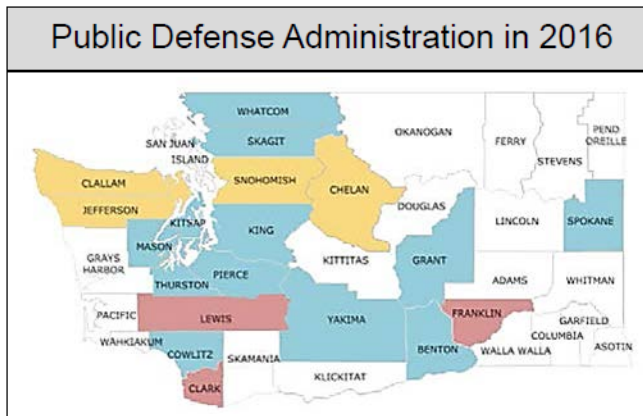 Public Defense Administration in 2016
WHATCOM
SAN JUAN
SKAGIT
ISLAND
OKANOGAN
FERRY
STEVENS
PEND
OREILLE
CLALLAM
SNOHOMISH
CHELAN
JEFFERSON
KITSAP
DOUGLAS
LINCOLN
SPOKANE
MASON
KING
GRAYS
HARBOR
KITTITAS
GRANT
PIERCE
THURSTON
ADAMS
WHITMAN
PACIFIC
LEWIS
YAKIMA
FRANKLIN
GARFIELD
WAHKIAKUM
COWLITZ
SKAMANIA
BENTON
WALLA WALLA
COLUMBIA
ASOTIN
CLARK
KLICKITAT